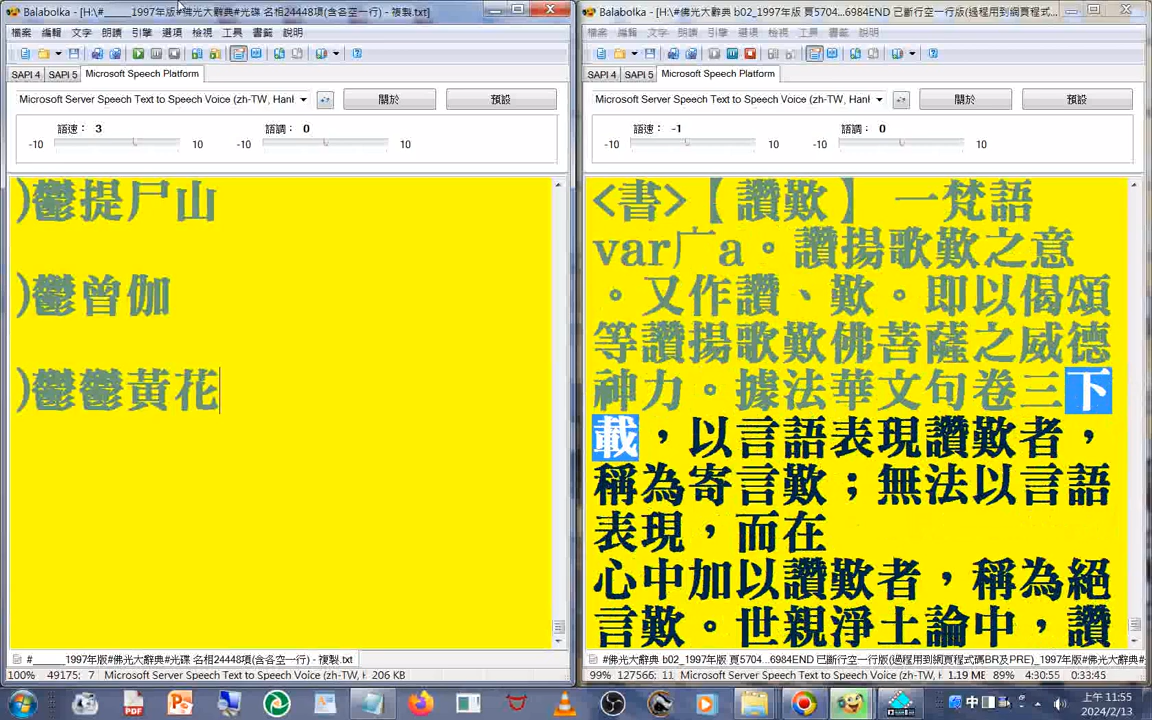 Balabolka - [H:\#_____1997年版#佛光大辭典#光碟 名相24448項(含各空一行) - 複製.txt]
檔案 編輯 文字 朗讀 引擎 選項 檢視 工具 書籤 說明
SAPI 4 SAPI 5 Microsoft Speech Platform
Microsoft Server Speech Text to Speech Voice (zh-TW, Hanl
關於
預設
語速： 3
語調： 0
-10 10 -10 10
)鬱提尸山
)鬱曾伽
)鬱鬱黃花
#_____1997年版#佛光大辭典#光碟 名相24448項(含各空一行) - 複製.txt
100% 49175: 7 Microsoft Server Speech Text to Speech Voice (zh-TW, H 206 KB
Balabolka - [H:\#佛光大辭典 b02_1997年版 頁5704...6984END 已斷行空一行版(過程用到網頁程式...
檔案 編輯 文字 朗讀 引擎 選項 檢視 工具 書籤 說明
SAPI 4 SAPI 5 Microsoft Speech Platform
Microsoft Server Speech Text to Speech Voice (zh-TW, Hanl
關於
預設
語速： -1
語調： 0
-10 10 -10 10
<書>【讚歎】 一梵語
var广a。讚揚歌歎之意
。又作讚、歎。即以偈頌
等讚揚歌歎佛菩薩之威德
神力。據法華文句卷三下
載，以言語表現讚歎者，
稱為寄言歎；無法以言語
表現，而在
心中加以讚歎者，稱為絕
言歎。世親淨土論中，讚
#佛光大辭典 b02_1997年版 頁5704...6984END 已斷行空一行版(過程用到網頁程式碼BR及PRE)_1997年版#佛光大辭典#
99% 127566: 11 Microsoft Server Speech Text to Speech Voice (zh-TW, H 1.19 MB 89% 4:30:55 0:33:45
中
上午 11:55
2024/2/13